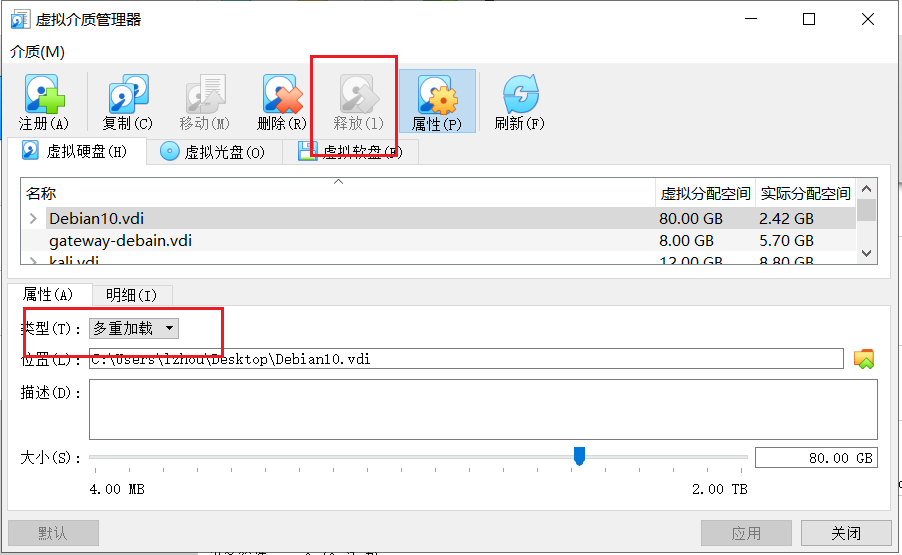 虚拟介质管理器
介质(M)
注册(A) 复制(C) 移动(M) 删除(R) 释放(l) 属性(P) 刷新(F)
虚拟硬盘(H) 虚拟光盘(O) 虚拟软盘(F)
名称 虚拟分配空间 实际分配空间
Debian10.vdi 80.00 GB 2.42 GB
gateway-debain.vdi 8.00 GB 5.70 GB
kali.vdi 12.00 GB 8.80 GB
属性(A) 明细(I)
类型(T): 多重加载
位置(L): C:\Users\lzhou\Desktop\Debian10.vdi
描述(D):
大小(S): 80.00 GB
4.00 MB 2.00 TB
默认 应用 关闭